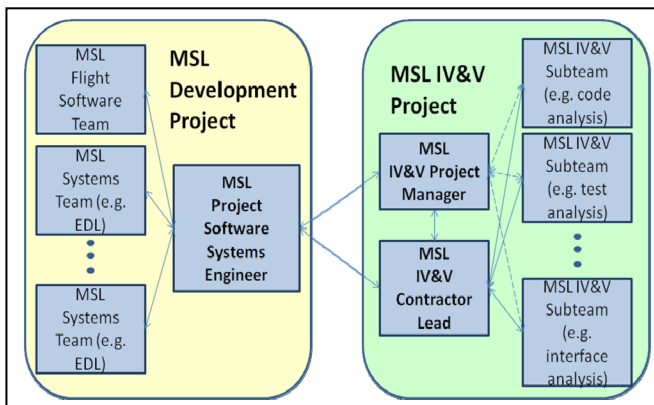 MSL
Flight
Software
Team
MSL
Systems
Team (e.g.
EDL)
MSL
Systems
Team (e.g.
EDL)
MSL
Development
Project
MSL
Project
Software
Systems
Engineer
MSL IV&V
Project
MSL
IV&V Project
Manager
MSL
IV&V
Contractor
Lead
MSL IV&V
Subteam
(e.g. code
analysis)
MSL IV&V
Subteam
(e.g. test
analysis)
MSL IV&V
Subteam
(e.g.
interface
analysis)